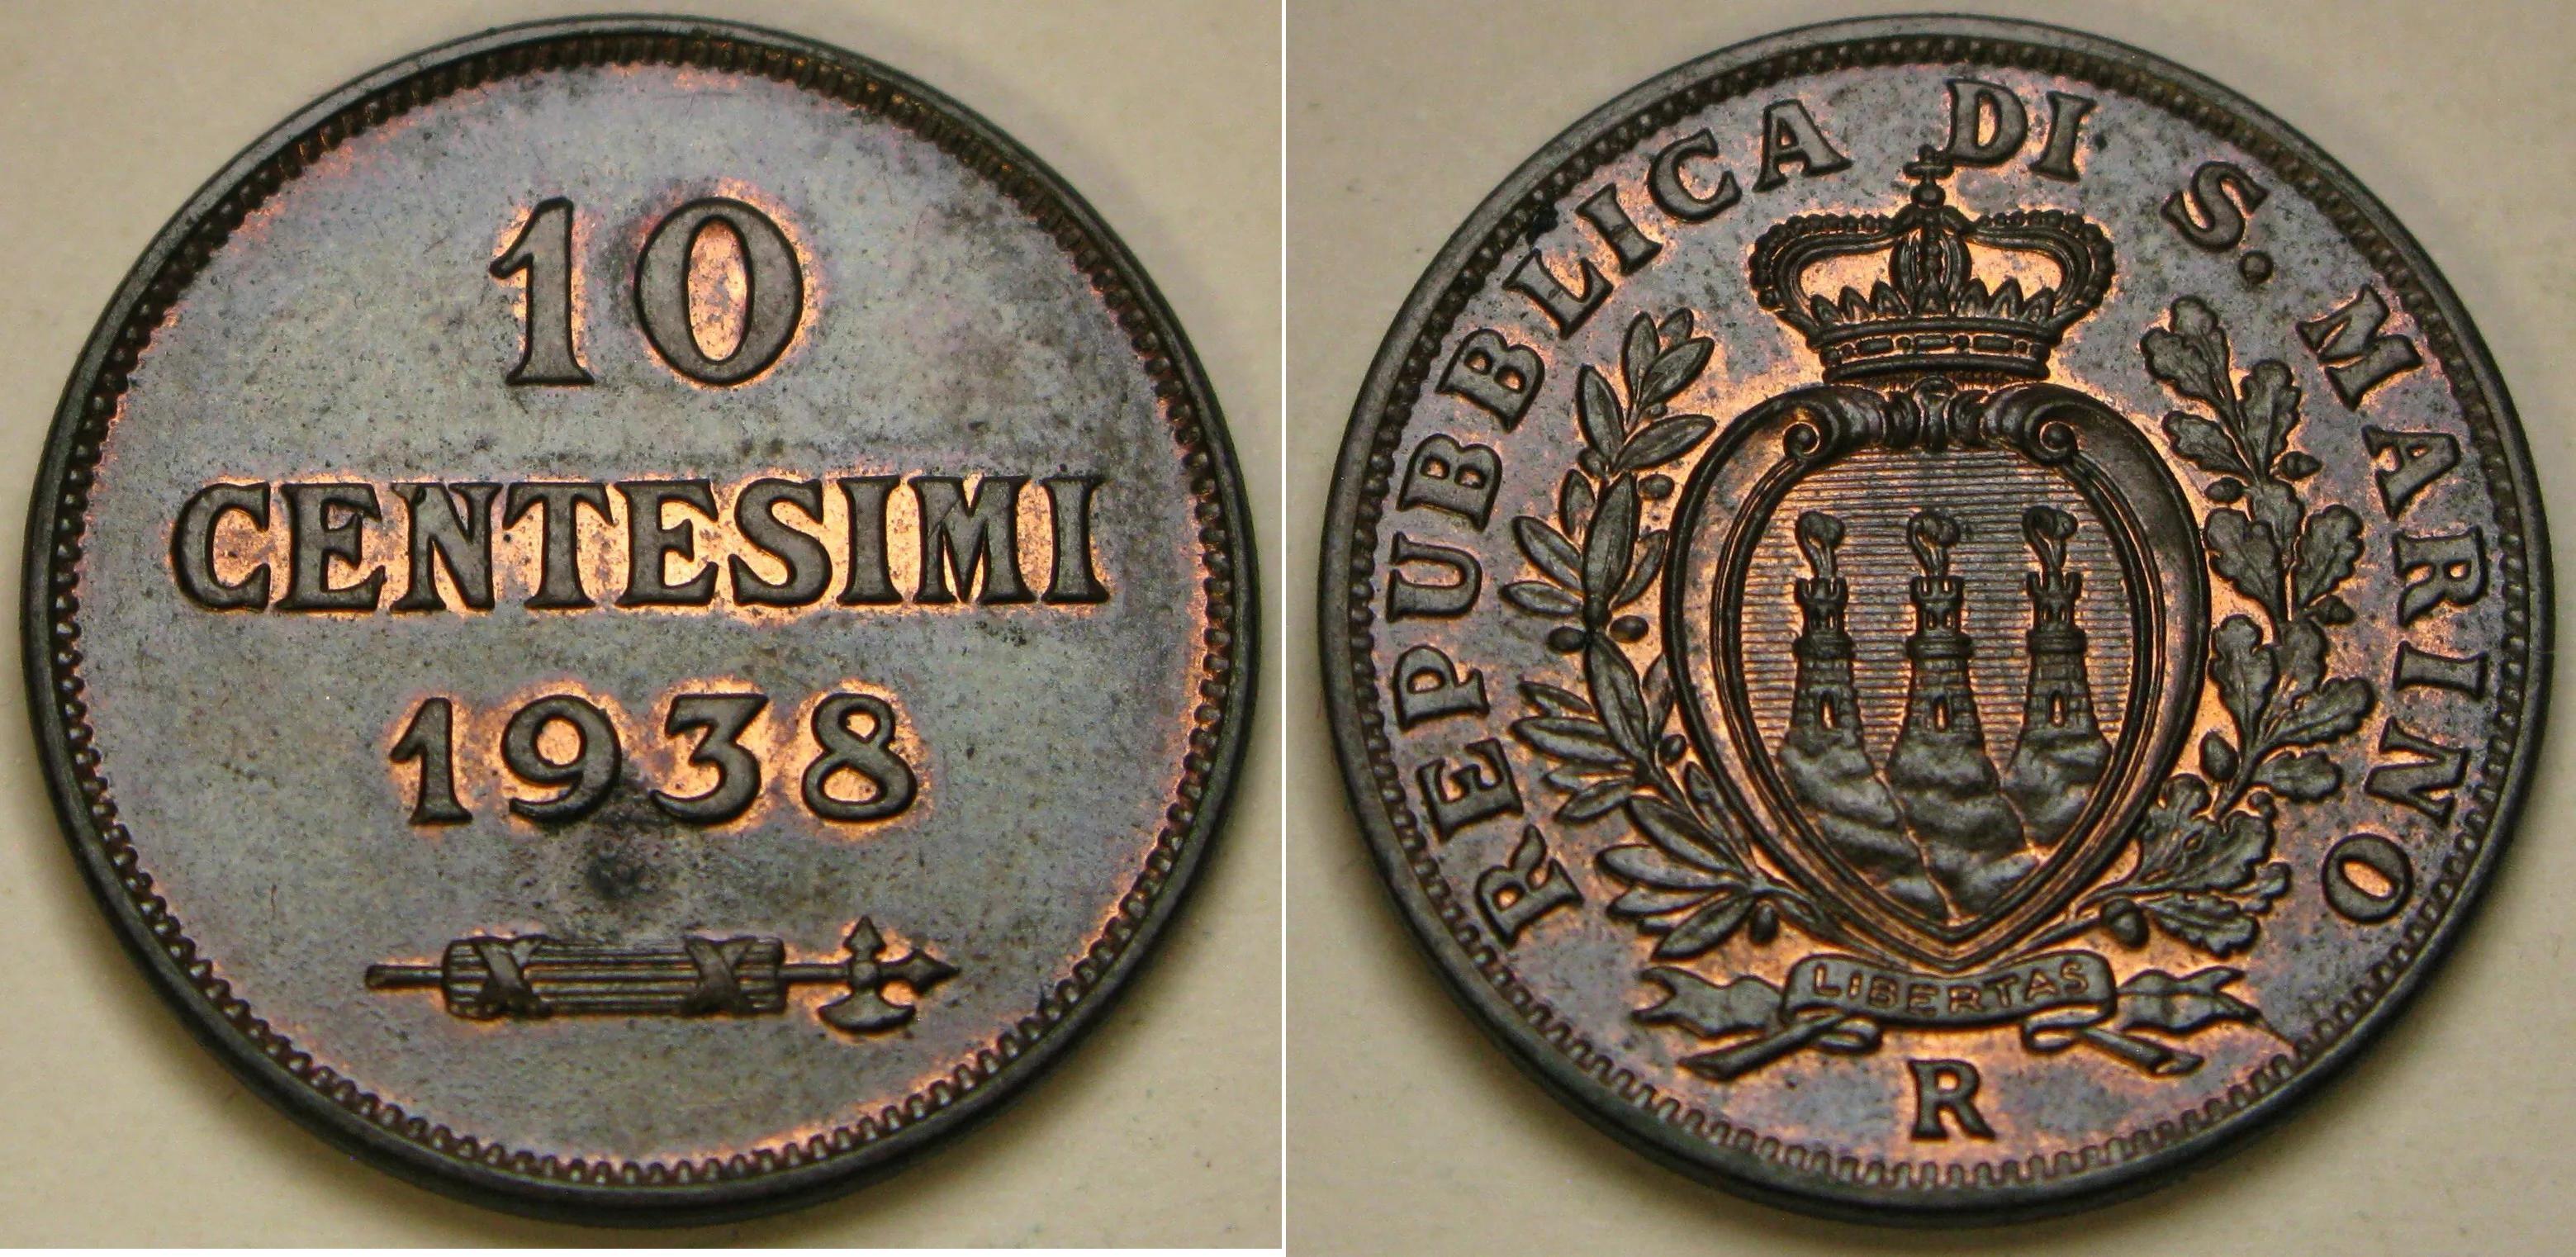 10
CENTESIMI
1938
REPUBBLICA DI S. MARINO
LIBERTAS
R